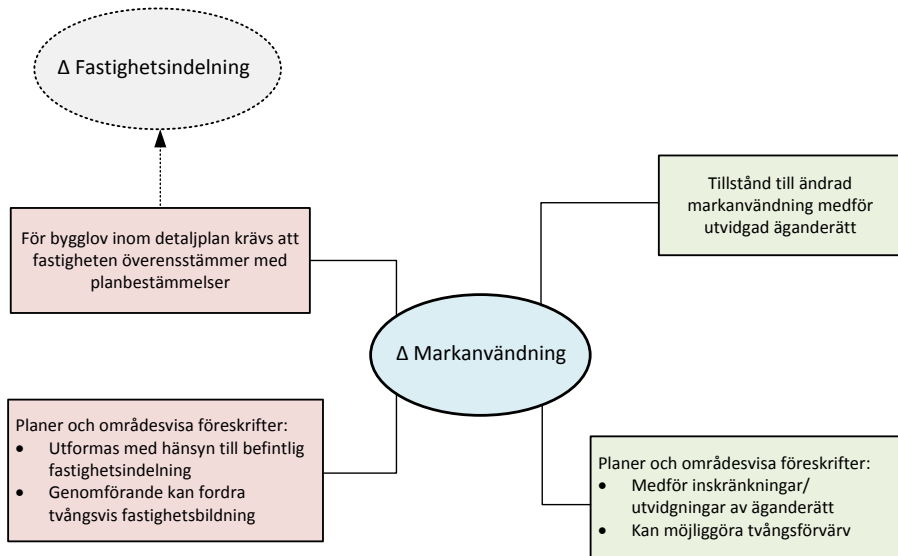 Δ Fastighetsindelning
För bygglov inom detaljplan krävs att
fastigheten överensstämmer med
planbestämmelser
Tillstånd till ändrad
markanvändning medför
utvidgad äganderätt
Δ Markanvändning
Planer och områdesvisa föreskrifter:
• Utformas med hänsyn till befintlig
fastighetsindelning
• Genomförande kan fordra
tvångsvis fastighetsbildning
Planer och områdesvisa föreskrifter:
• Medför inskränkningar/
utvidgningar av äganderätt
• Kan möjliggöra tvångsförvärv